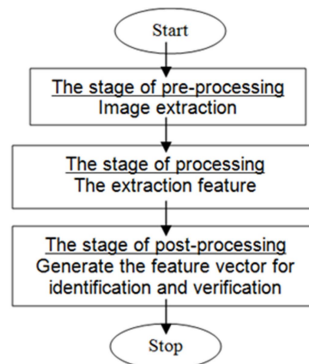 Start
The stage of pre-processing
Image extraction
The stage of processing
The extraction feature
The stage of post-processing
Generate the feature vector for
identification and verification
Stop